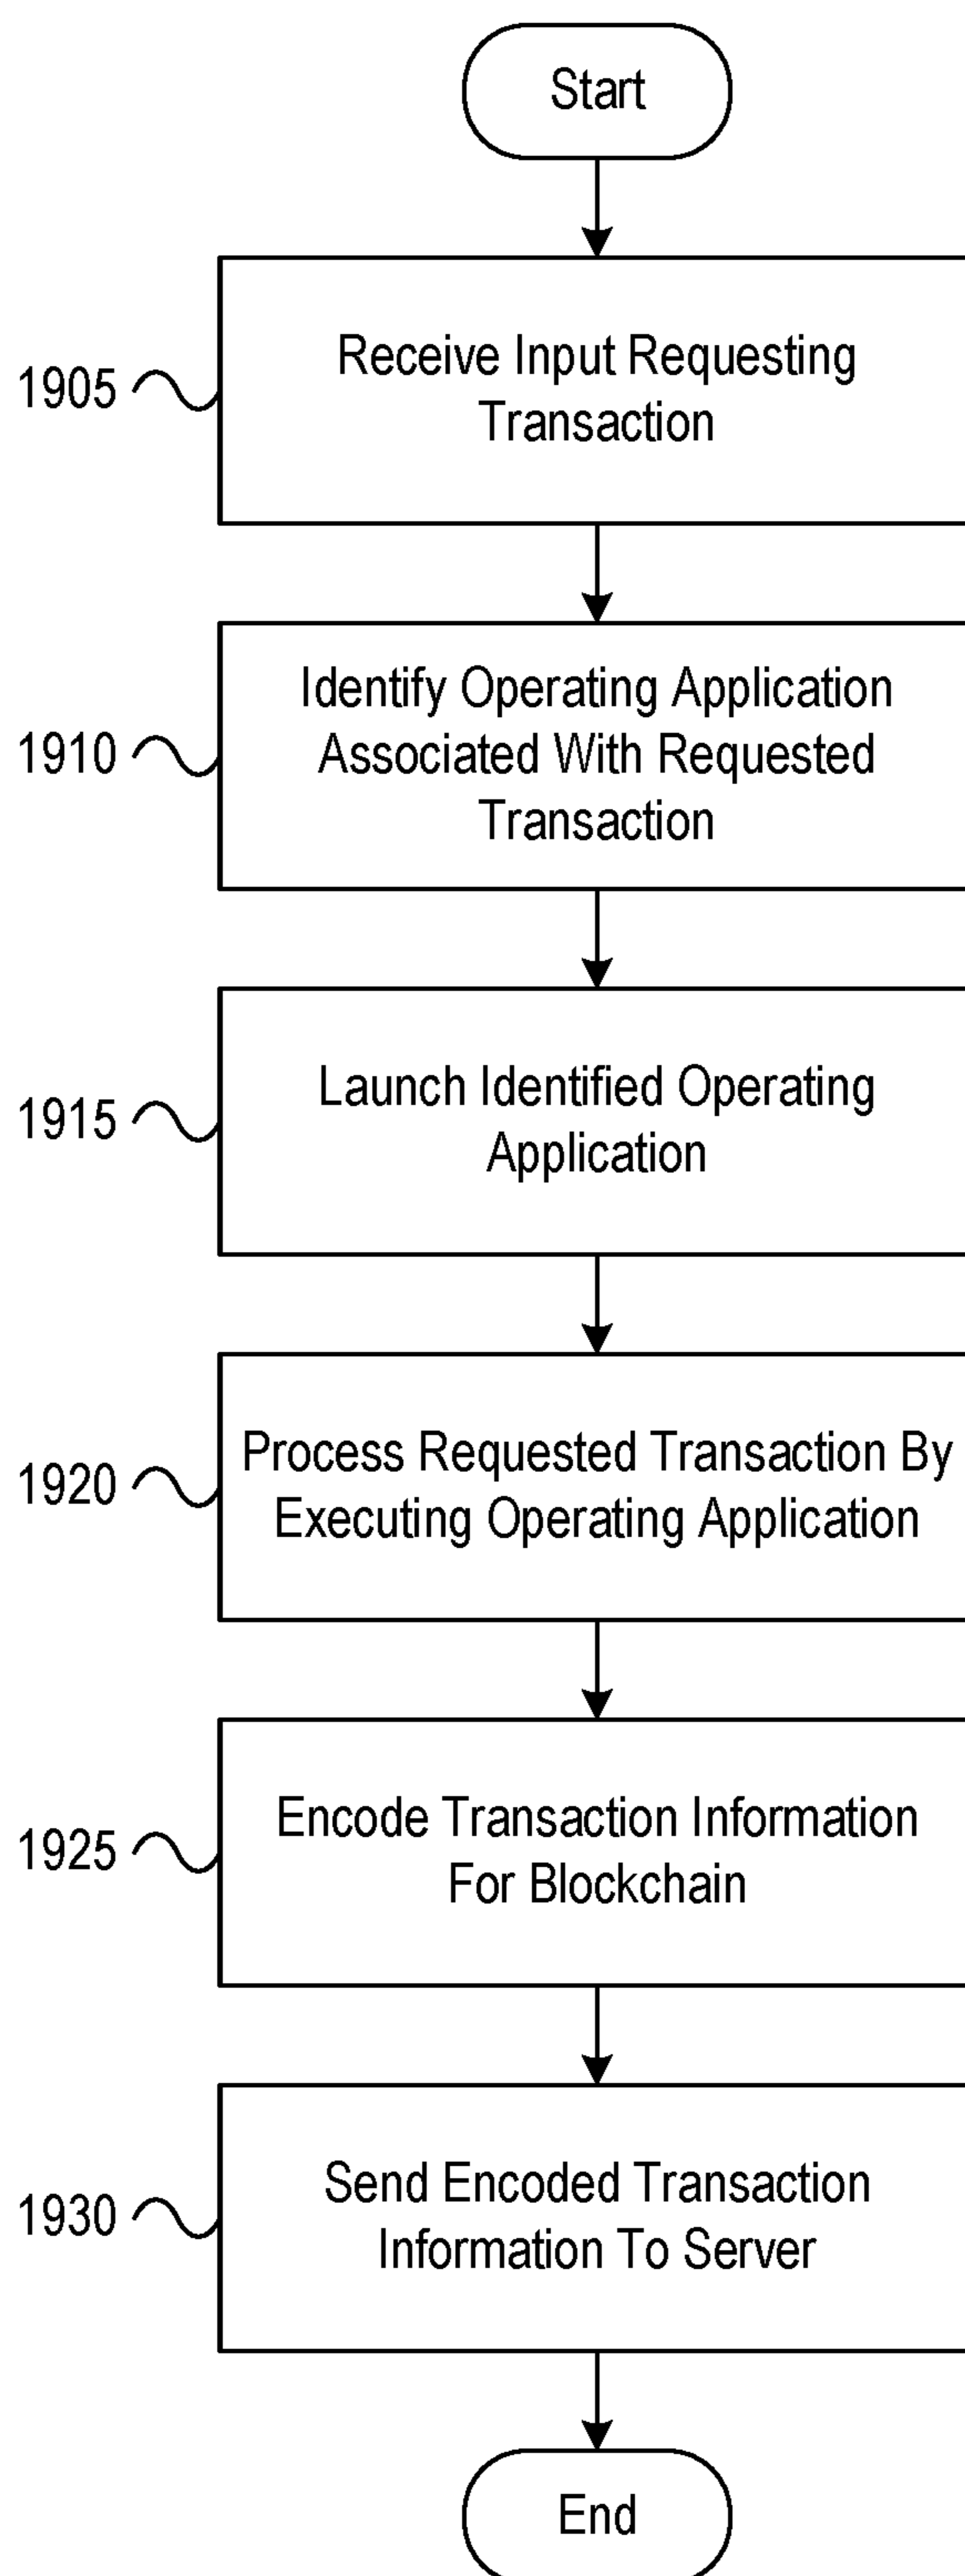 Start
1905
Receive Input Requesting
Transaction
1910
Identify Operating Application
Associated With Requested
Transaction
1915
Launch Identified Operating
Application
1920
Process Requested Transaction By
Executing Operating Application
1925
Encode Transaction Information
For Blockchain
1930
Send Encoded Transaction
Information To Server
End